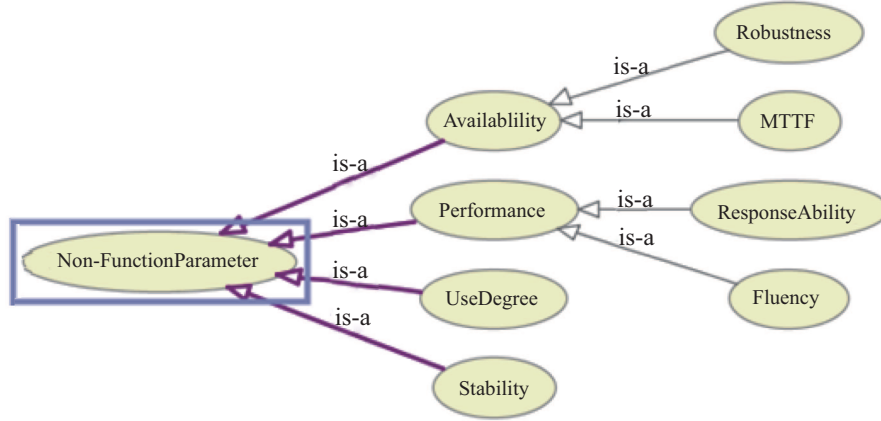 Robustness
is-a
Availablility
is-a
MTTF
is-a
Performance
is-a
ResponseAbility
is-a
is-a
Non-FunctionParameter
is-a
UseDegree
Fluency
is-a
Stability